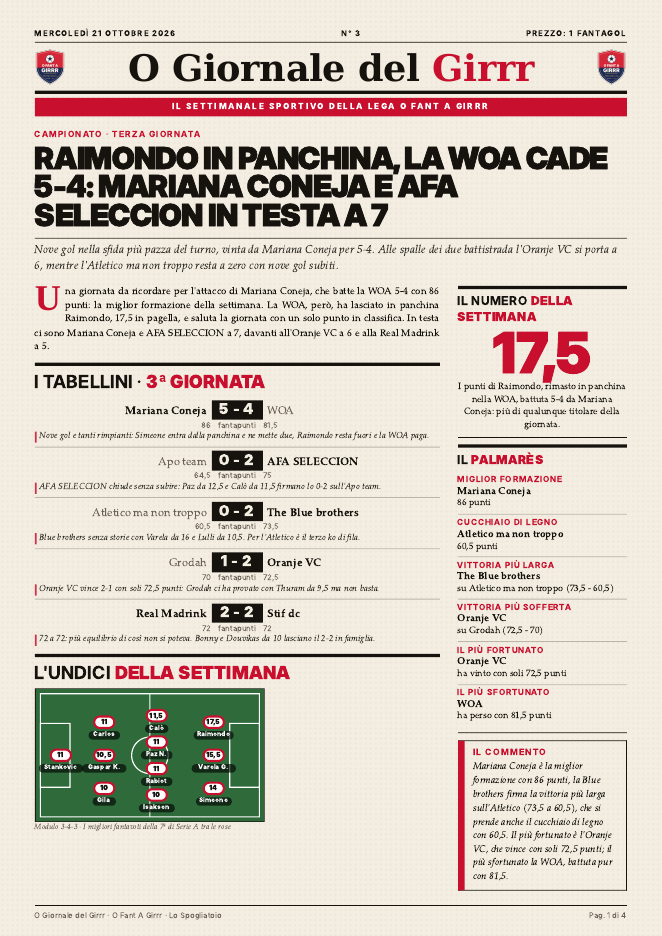 MERCOLEDÌ 21 OTTOBRE 2026
N° 3
PREZZO: 1 FANTAGOL
O Giornale del Girrr
IL SETTIMANALE SPORTIVO DELLA LEGA O FANT A GIRRR
CAMPIONATO · TERZA GIORNATA
RAIMONDO IN PANCHINA, LA WOA CADE
5-4: MARIANA CONEJA E AFA
SELECCION IN TESTA A 7
Nove gol nella sfida più pazza del turno, vinta da Mariana Coneja per 5-4. Alle spalle dei due battistrada l'Oranje VC si porta a
6, mentre l'Atletico ma non troppo resta a zero con nove gol subiti.
Una giornata da ricordare per l'attacco di Mariana Coneja, che batte la WOA 5-4 con 86
punti: la miglior formazione della settimana. La WOA, però, ha lasciato in panchina
Raimondo, 17,5 in pagella, e saluta la giornata con un solo punto in classifica. In testa
ci sono Mariana Coneja e AFA SELECCION a 7, davanti all'Oranje VC a 6 e alla Real Madrink
a 5.
I TABELLINI · 3ª GIORNATA
Mariana Coneja 5 - 4 WOA
86 fantapunti 81,5
Nove gol e tanti rimpianti: Simeone entra dalla panchina e ne mette due, Raimondo resta fuori e la WOA paga.
Apo team 0 - 2 AFA SELECCION
64,5 fantapunti 75
AFA SELECCION chiude senza subire: Paz da 12,5 e Calò da 11,5 firmano lo 0-2 sull'Apo team.
Atletico ma non troppo 0 - 2 The Blue brothers
60,5 fantapunti 73,5
Blue brothers senza storie con Varela da 16 e Lulli da 10,5. Per l'Atletico è il terzo ko di fila.
Grodah 1 - 2 Oranje VC
70 fantapunti 72,5
Oranje VC vince 2-1 con soli 72,5 punti: Grodah ci ha provato con Thuram da 9,5 ma non basta.
Real Madrink 2 - 2 Stif dc
72 fantapunti 72
72 a 72: più equilibrio di così non si poteva. Bonny e Douvikas da 10 lasciano il 2-2 in famiglia.
L'UNDICI DELLA SETTIMANA
11
Stankovic
11
Carlos
10,5
Gaspar K.
10
Gila
11,5
Calò
11
Paz N.
11
Rabiot
10
Isaksen
17,5
Raimondo
15,5
Varela G.
14
Simeone
Modulo 3-4-3 · I migliori fantavoti della 7ª di Serie A tra le rose
IL NUMERO DELLA
SETTIMANA
17,5
I punti di Raimondo, rimasto in panchina
nella WOA, battuta 5-4 da Mariana
Coneja: più di qualunque titolare della
giornata.
IL PALMARÈS
MIGLIOR FORMAZIONE
Mariana Coneja
86 punti
CUCCHIAIO DI LEGNO
Atletico ma non troppo
60,5 punti
VITTORIA PIÙ LARGA
The Blue brothers
su Atletico ma non troppo (73,5 - 60,5)
VITTORIA PIÙ SOFFERTA
Oranje VC
su Grodah (72,5 - 70)
IL PIÙ FORTUNATO
Oranje VC
ha vinto con soli 72,5 punti
IL PIÙ SFORTUNATO
WOA
ha perso con 81,5 punti
IL COMMENTO
Mariana Coneja è la miglior
formazione con 86 punti, la Blue
brothers firma la vittoria più larga
sull'Atletico (73,5 a 60,5), che si
prende anche il cucchiaio di legno
con 60,5. Il più fortunato è l'Oranje
VC, che vince con soli 72,5 punti; il
più sfortunato la WOA, battuta pur
con 81,5.
O Giornale del Girrr · O Fant A Girrr · Lo Spogliatoio
Pag. 1 di 4